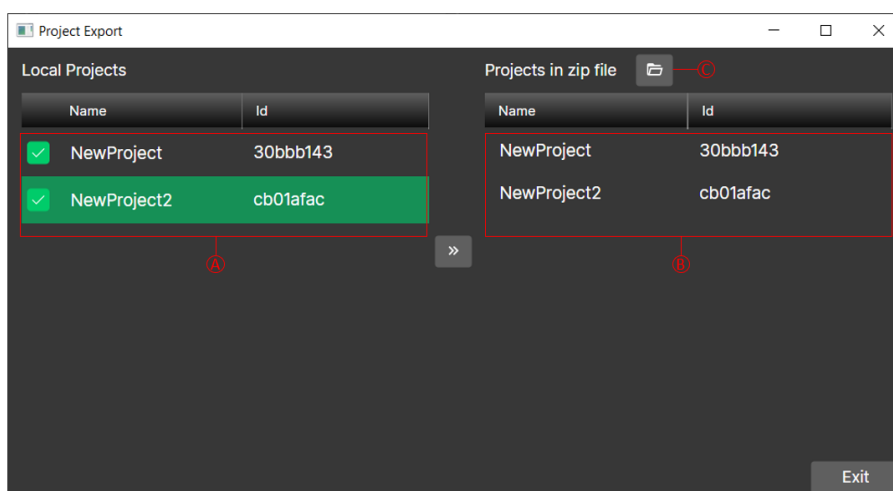 Project Export
Local Projects
Name Id
NewProject 30bbb143
NewProject2 cb01afac
Ⓐ
»
Projects in zip file Ⓒ
Name Id
NewProject 30bbb143
NewProject2 cb01afac
Ⓑ
Exit